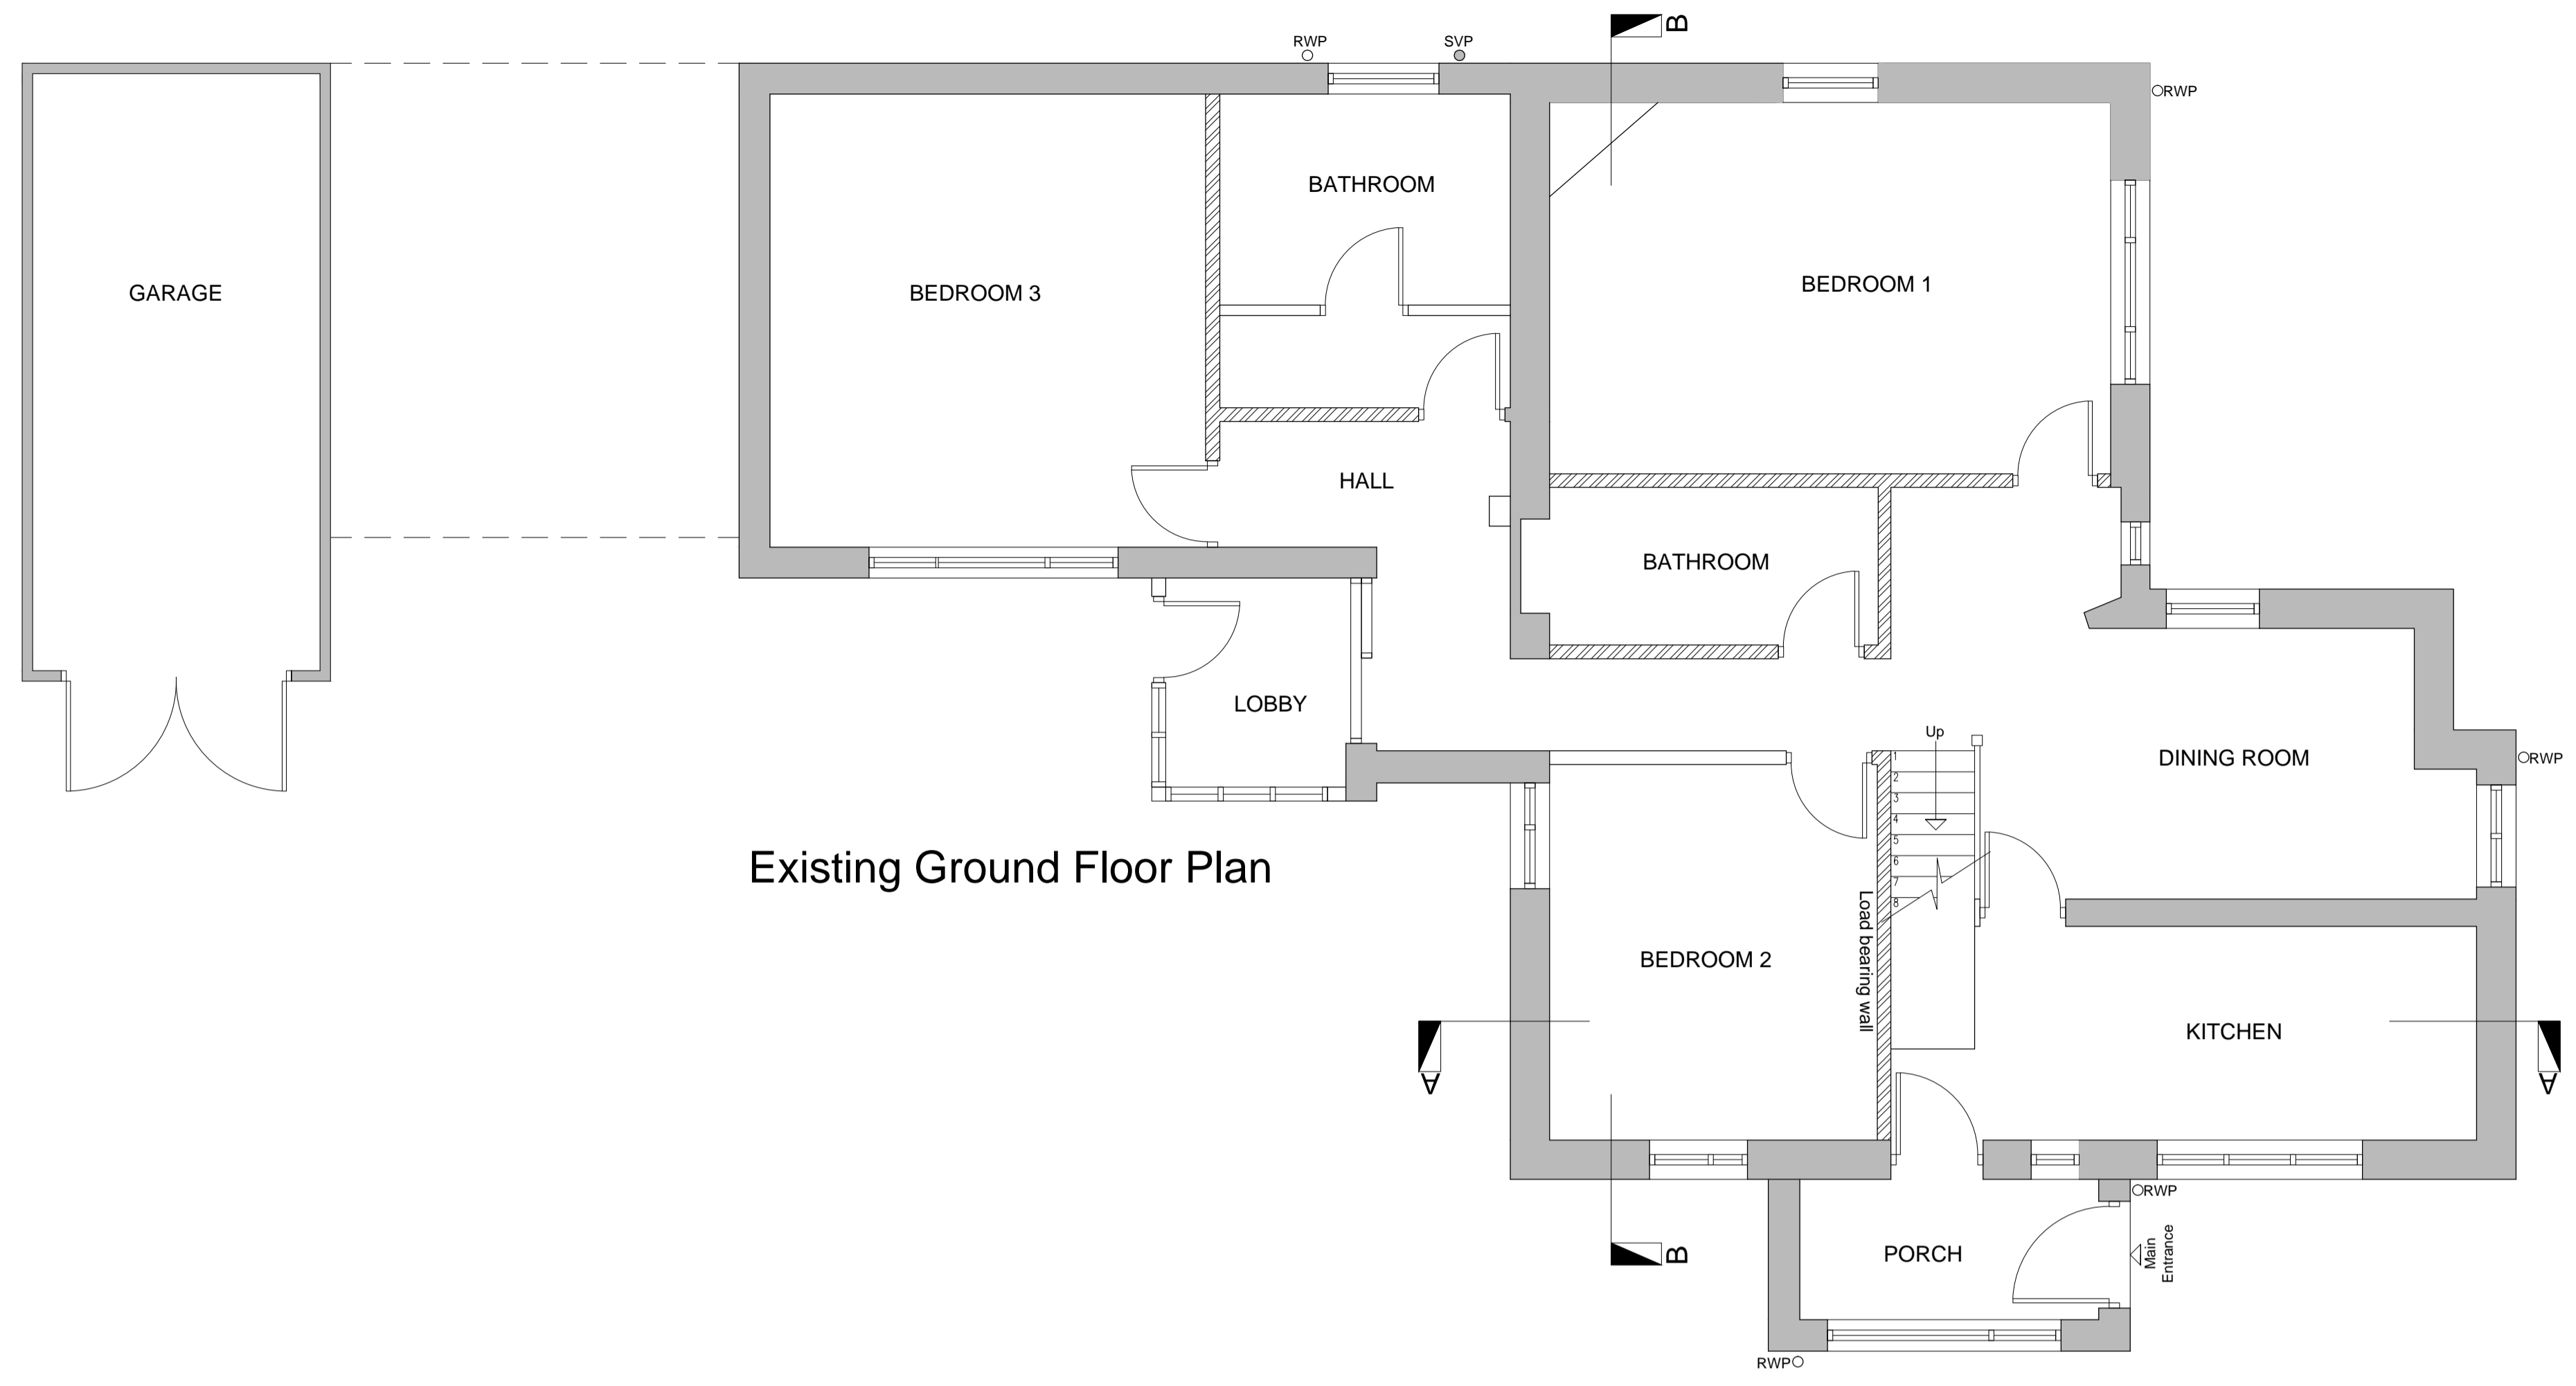 B
RWP
SVP
RWP
BATHROOM
GARAGE
BEDROOM 3
BEDROOM 1
HALL
BATHROOM
LOBBY
Up
DINING ROOM
RWP
1
2
3
4
5
6
7
8
Existing Ground Floor Plan
Load bearing wall
BEDROOM 2
KITCHEN
A
A
RWP
PORCH
Main
Entrance
B
RWP